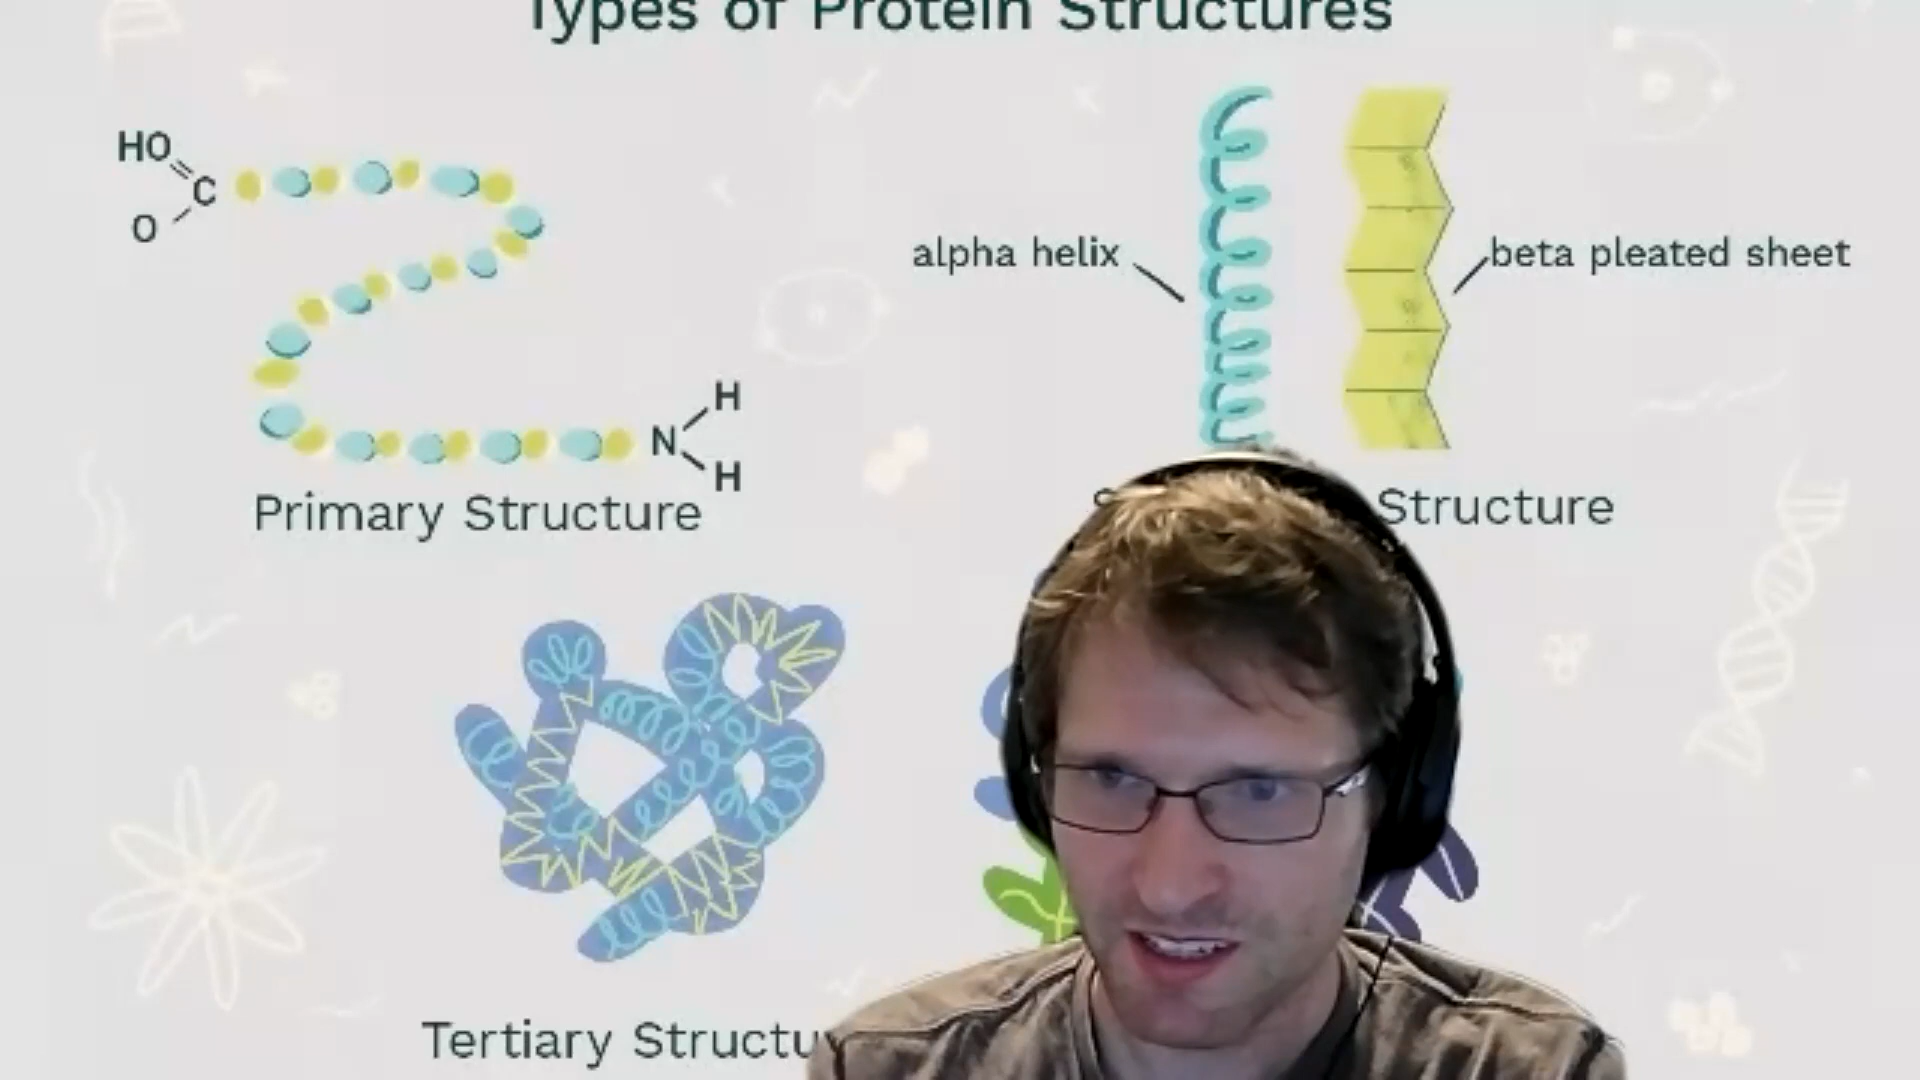 Types of Protein Structures
HO
C
O
alpha helix
beta pleated sheet
H
N
H
Primary Structure
Structure
Tertiary Structu